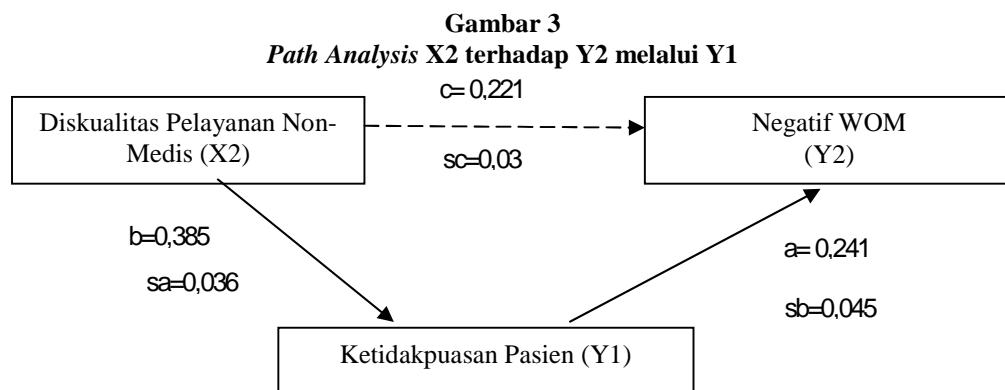 Gambar 3
Path Analysis X2 terhadap Y2 melalui Y1
c= 0,221
Diskualitas Pelayanan Non-
Medis (X2)
Negatif WOM
(Y2)
sc=0,03
b=0,385
sa=0,036
a= 0,241
sb=0,045
Ketidakpuasan Pasien (Y1)